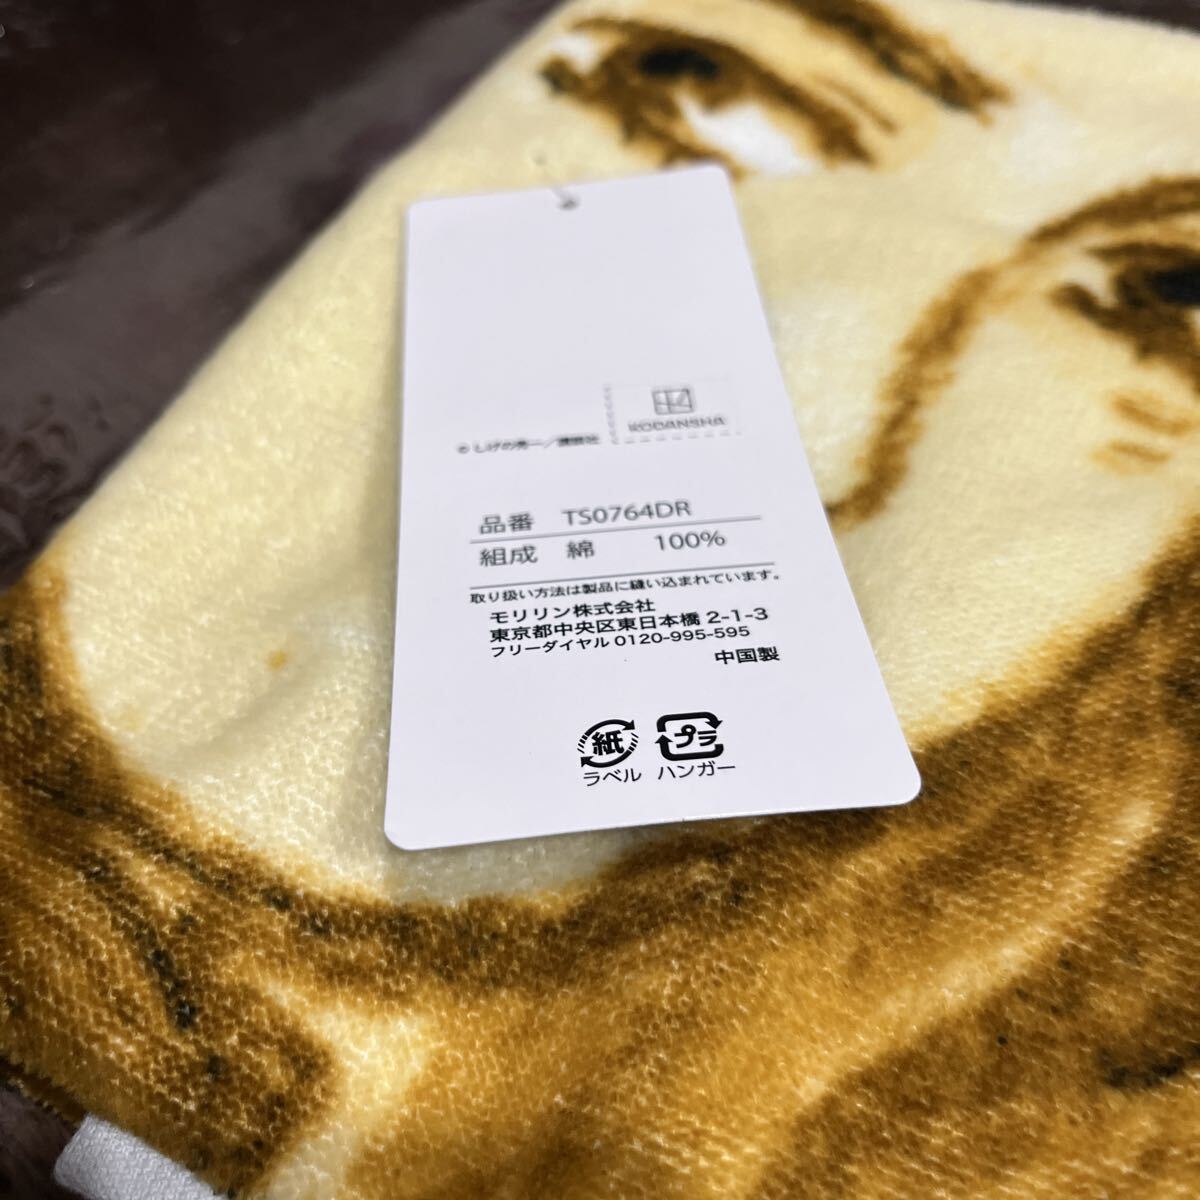 KODANSHA
© しげの秀一／講談社
品番 TS0764DR
組成 綿 100%
取り扱い方法は製品に縫い込まれています。
モリリン株式会社
東京都中央区東日本橋 2-1-3
フリーダイヤル 0120-995-595
中国製
紙 プラ
ラベル ハンガー